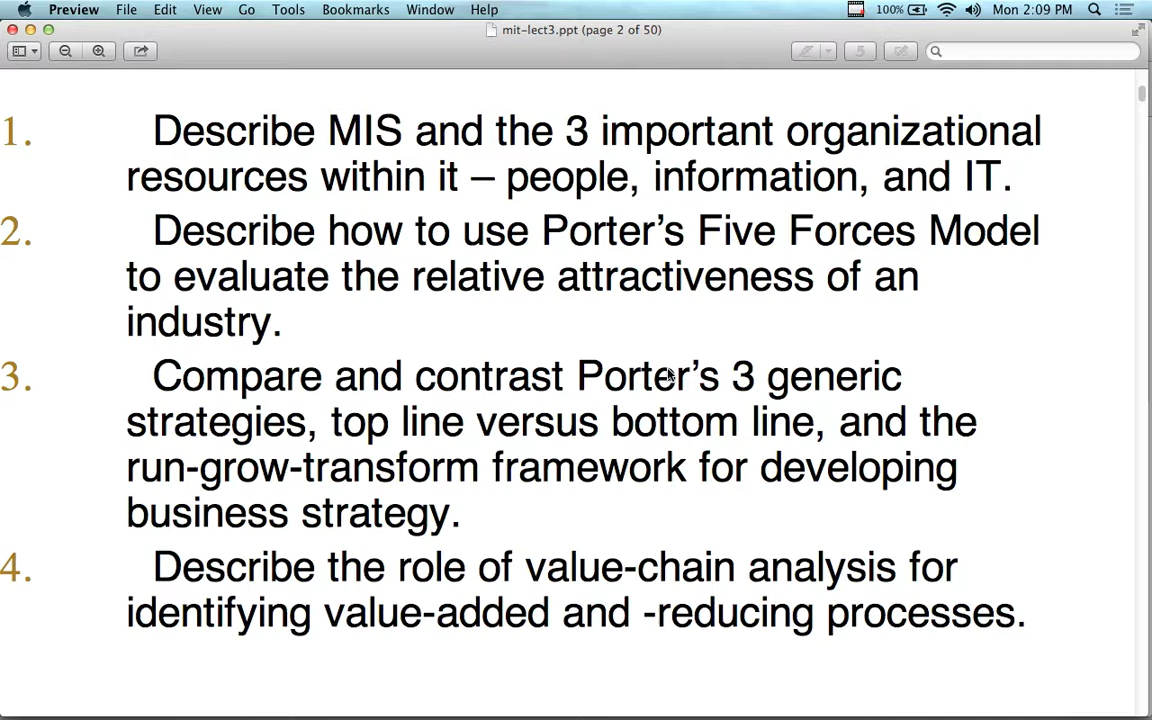 Preview File Edit View Go Tools Bookmarks Window Help 100% Mon 2:09 PM
mit-lect3.ppt (page 2 of 50)
1. Describe MIS and the 3 important organizational
resources within it – people, information, and IT.
2. Describe how to use Porter’s Five Forces Model
to evaluate the relative attractiveness of an
industry.
3. Compare and contrast Porter’s 3 generic
strategies, top line versus bottom line, and the
run-grow-transform framework for developing
business strategy.
4. Describe the role of value-chain analysis for
identifying value-added and -reducing processes.